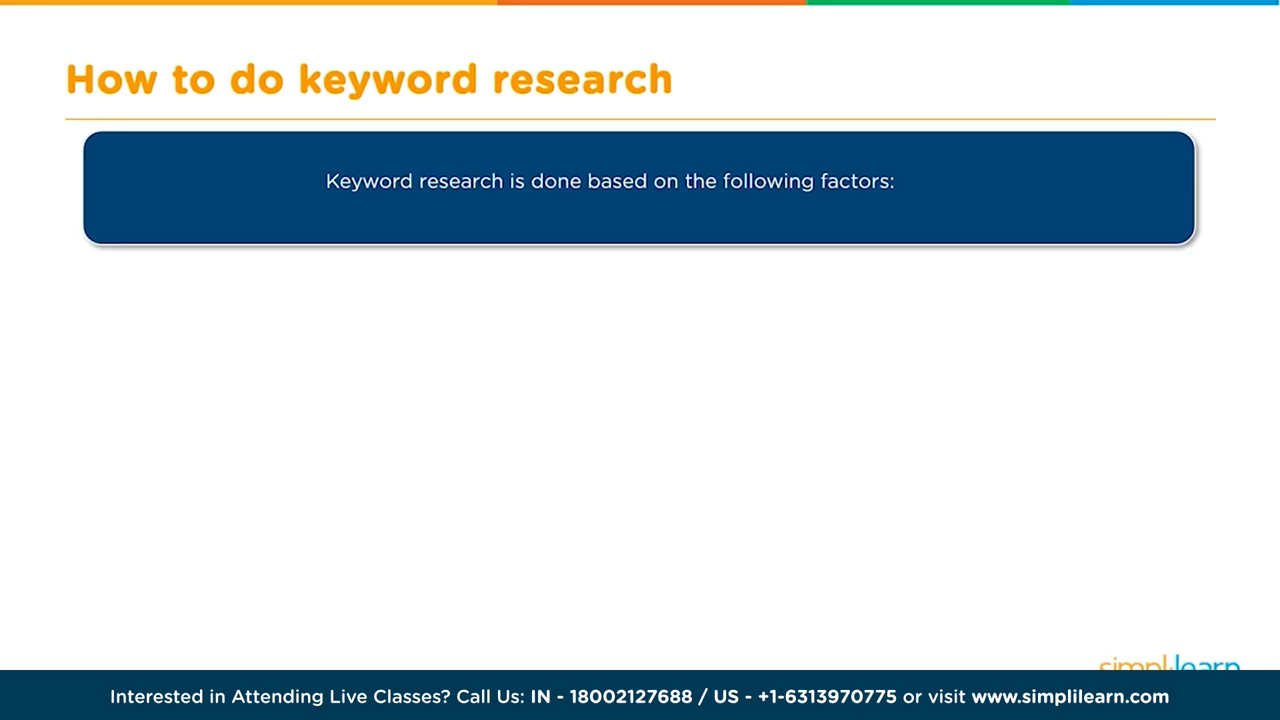 How to do keyword research
Keyword research is done based on the following factors:
simplilearn
Interested in Attending Live Classes? Call Us: IN - 18002127688 / US - +1-6313970775 or visit www.simplilearn.com